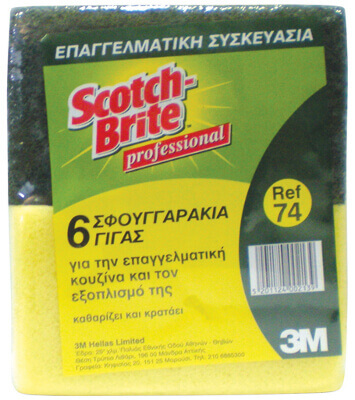 ΕΠΑΓΓΕΛΜΑΤΙΚΗ ΣΥΣΚΕΥΑΣΙΑ
Scotch-
Brite™
professional
Ref
74
6 ΣΦΟΥΓΓΑΡΑΚΙΑ
ΓΙΓΑΣ
για την επαγγελματική
κουζίνα και τον
εξοπλισμό της
καθαρίζει και κρατάει
3M Hellas Limited
3M